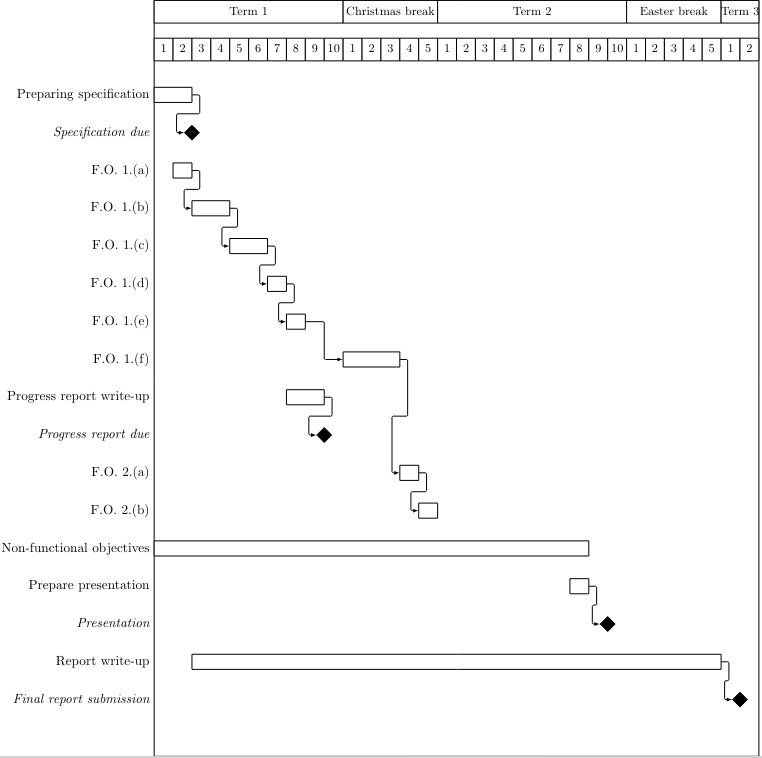 Term 1 Christmas break Term 2 Easter break Term 3
1 2 3 4 5 6 7 8 9 10 1 2 3 4 5 1 2 3 4 5 6 7 8 9 10 1 2 3 4 5 1 2
Preparing specification
Specification due
F.O. 1.(a)
F.O. 1.(b)
F.O. 1.(c)
F.O. 1.(d)
F.O. 1.(e)
F.O. 1.(f)
Progress report write-up
Progress report due
F.O. 2.(a)
F.O. 2.(b)
Non-functional objectives
Prepare presentation
Presentation
Report write-up
Final report submission